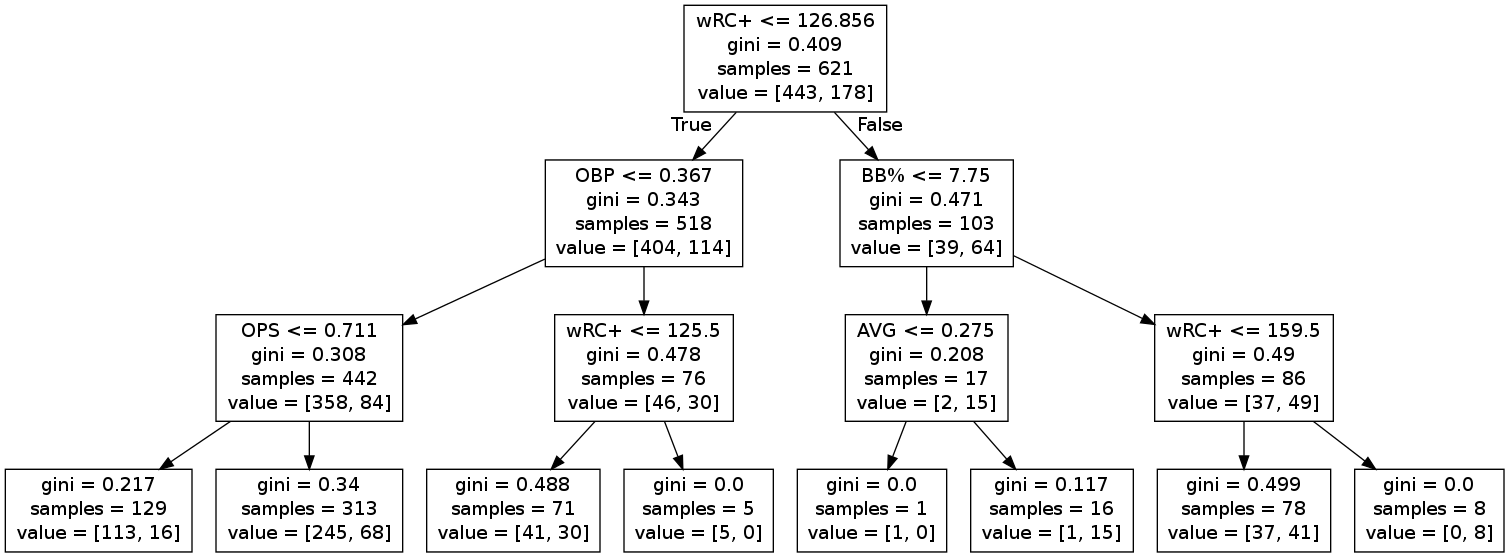 wRC+ <= 126.856
gini = 0.409
samples = 621
value = [443, 178]
True
False
OBP <= 0.367
gini = 0.343
samples = 518
value = [404, 114]
BB% <= 7.75
gini = 0.471
samples = 103
value = [39, 64]
OPS <= 0.711
gini = 0.308
samples = 442
value = [358, 84]
wRC+ <= 125.5
gini = 0.478
samples = 76
value = [46, 30]
AVG <= 0.275
gini = 0.208
samples = 17
value = [2, 15]
wRC+ <= 159.5
gini = 0.49
samples = 86
value = [37, 49]
gini = 0.217
samples = 129
value = [113, 16]
gini = 0.34
samples = 313
value = [245, 68]
gini = 0.488
samples = 71
value = [41, 30]
gini = 0.0
samples = 5
value = [5, 0]
gini = 0.0
samples = 1
value = [1, 0]
gini = 0.117
samples = 16
value = [1, 15]
gini = 0.499
samples = 78
value = [37, 41]
gini = 0.0
samples = 8
value = [0, 8]